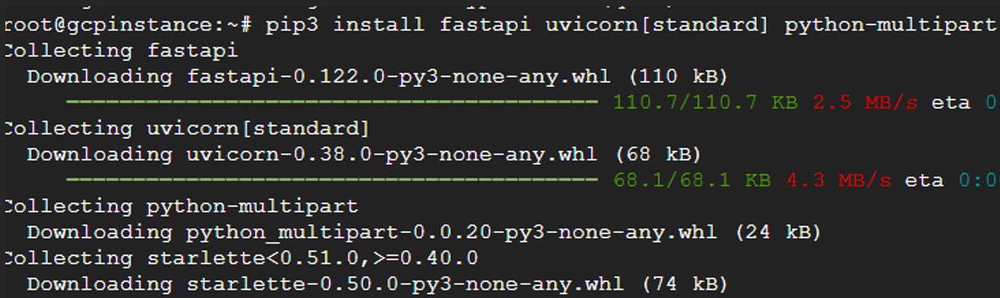 root@gcpinstance:~# pip3 install fastapi uvicorn[standard] python-multipart
Collecting fastapi
Downloading fastapi-0.122.0-py3-none-any.whl (110 kB)
110.7/110.7 KB 2.5 MB/s eta 0
Collecting uvicorn[standard]
Downloading uvicorn-0.38.0-py3-none-any.whl (68 kB)
68.1/68.1 KB 4.3 MB/s eta 0:0
Collecting python-multipart
Downloading python_multipart-0.0.20-py3-none-any.whl (24 kB)
Collecting starlette<0.51.0,>=0.40.0
Downloading starlette-0.50.0-py3-none-any.whl (74 kB)